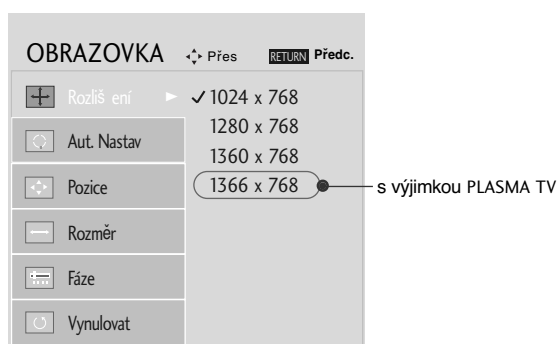 OBRAZOVKA Přes RETURN Předc.
Rozliš ení ✓ 1024 x 768
1280 x 768
Aut. Nastav
1360 x 768
Pozice 1366 x 768 s výjimkou PLASMA TV
Rozměr
Fáze
Vynulovat